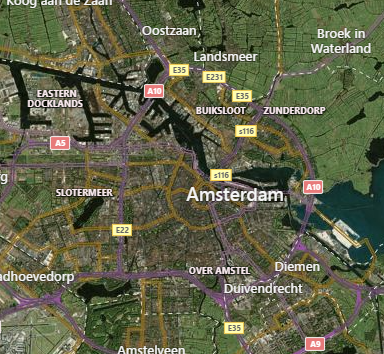 Koog aan de Zaan
Oostzaan
Broek in
Waterland
Landsmeer
E35
E231
EASTERN
DOCKLANDS
A10
E35
BUIKSLOOT
ZUNDERDORP
s116
A5
s116
SLOTERMEER
Amsterdam
A10
E22
OVER AMSTEL
Diemen
ndhoevedorp
Duivendrecht
E35
A9
Amstelveen